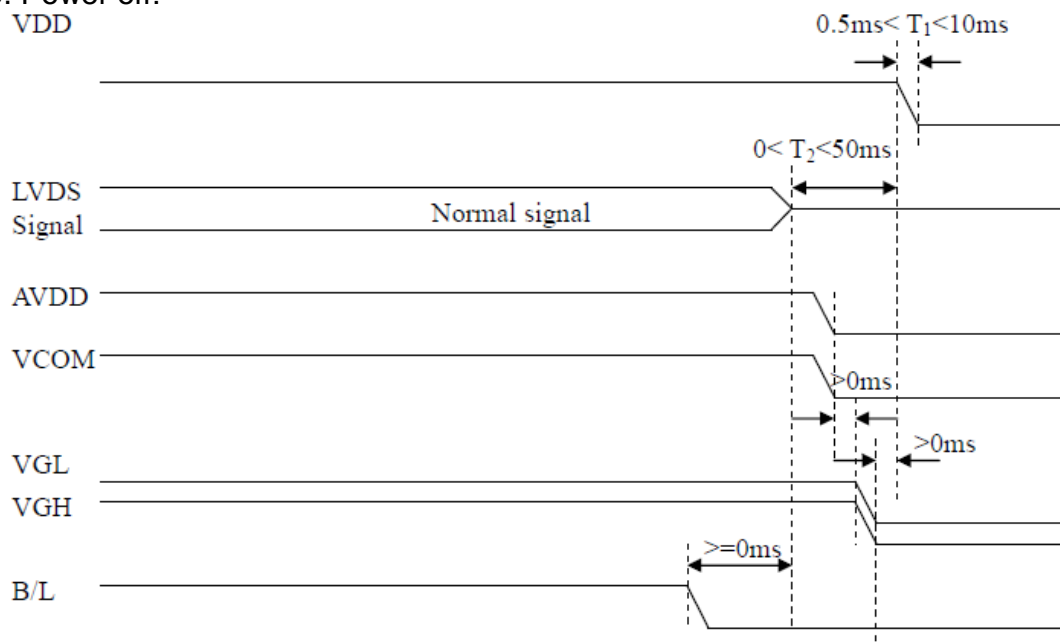 VDD
0.5ms< T₁<10ms
0< T₂<50ms
LVDS
Signal
Normal signal
AVDD
VCOM
>0ms
>0ms
VGL
VGH
>=0ms
B/L